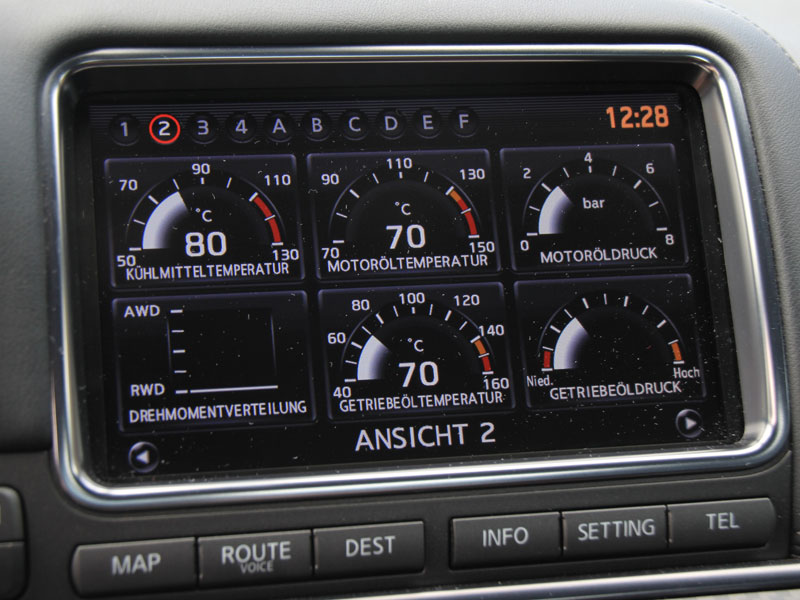 1 2 3 4 A B C D E F 12:28
50 70 90 110 130
°C
80
KÜHLMITTELTEMPERATUR
70 90 110 130 150
°C
70
MOTORÖLTEMPERATUR
0 2 4 6 8
bar
MOTORÖLDRUCK
AWD
RWD
DREHMOMENTVERTEILUNG
40 60 80 100 120 140 160
°C
70
GETRIEBEÖLTEMPERATUR
Nied. Hoch
GETRIEBEÖLDRUCK
ANSICHT 2
MAP
ROUTE
VOICE
DEST
INFO
SETTING
TEL